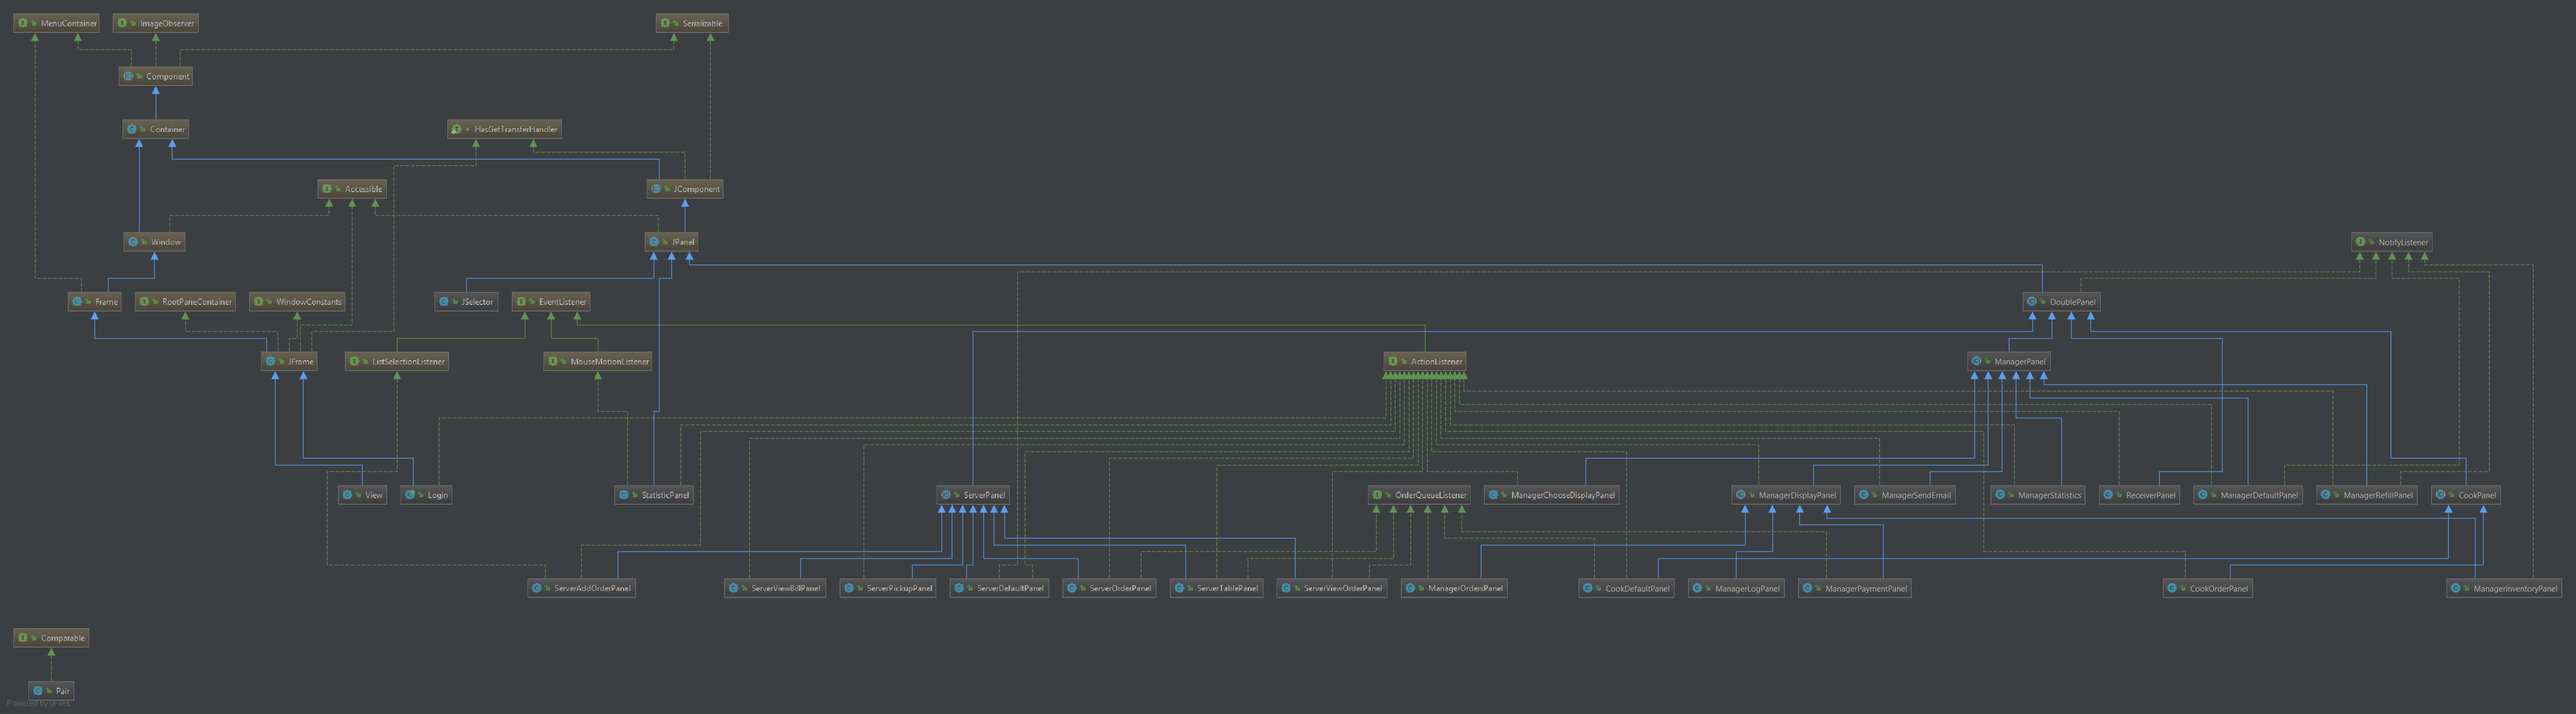 MenuContainer
ImageObserver
Serializable
Component
Container
HasGetTransferHandler
Accessible
JComponent
Window
JPanel
NotifyListener
Frame
RootPaneContainer
WindowConstants
JSelector
EventListener
DoublePanel
JFrame
ListSelectionListener
MouseMotionListener
ActionListener
ManagerPanel
View
Login
StatisticPanel
ServerPanel
OrderQueueListener
ManagerChooseDisplayPanel
ManagerDisplayPanel
ManagerSendEmail
ManagerStatistics
ReceiverPanel
ManagerDefaultPanel
ManagerRefillPanel
CookPanel
ServerAddOrderPanel
ServerViewBillPanel
ServerPickupPanel
ServerDefaultPanel
ServerOrderPanel
ServerTablePanel
ServerViewOrderPanel
ManagerOrdersPanel
CookDefaultPanel
ManagerLogPanel
ManagerPaymentPanel
CookOrderPanel
ManagerInventoryPanel
Comparable
Pair
Powered by yFiles